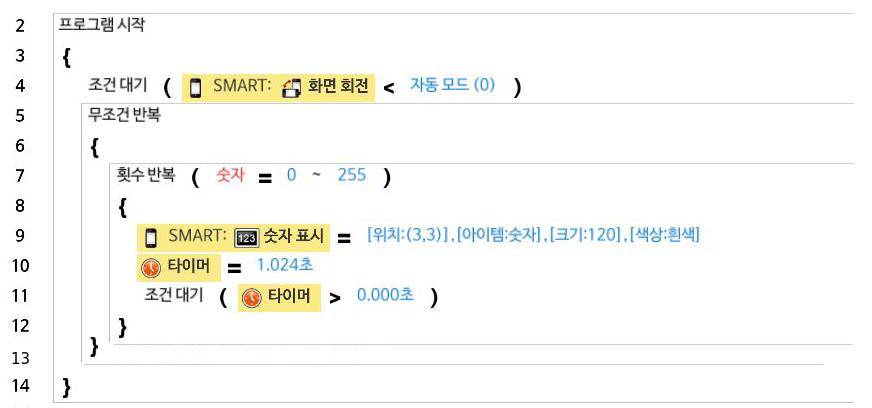 2 프로그램 시작
3 {
4 조건 대기 ( SMART: 화면 회전 < 자동 모드 (0) )
5 무조건 반복
6 {
7 횟수 반복 ( 숫자 = 0 ~ 255 )
8 {
9 SMART: 123 숫자 표시 = [위치:(3,3)],[아이템:숫자],[크기:120],[색상:흰색]
10 타이머 = 1.024초
11 조건 대기 ( 타이머 > 0.000초 )
12 }
13 }
14 }